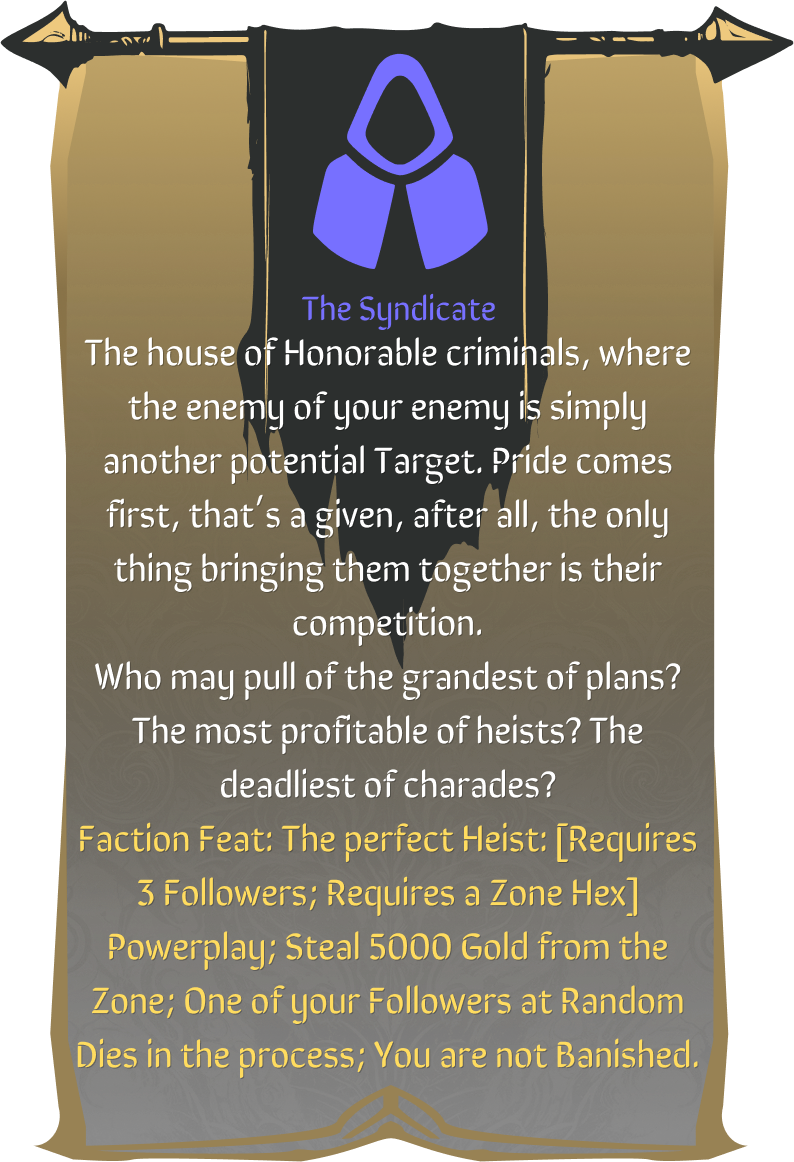 The Syndicate
The house of Honorable criminals, where
the enemy of your enemy is simply
another potential Target. Pride comes
first, that's a given, after all, the only
thing bringing them together is their
competition.
Who may pull of the grandest of plans?
The most profitable of heists? The
deadliest of charades?
Faction Feat: The perfect Heist: [Requires
3 Followers; Requires a Zone Hex]
Powerplay; Steal 5000 Gold from the
Zone; One of your Followers at Random
Dies in the process; You are not Banished.